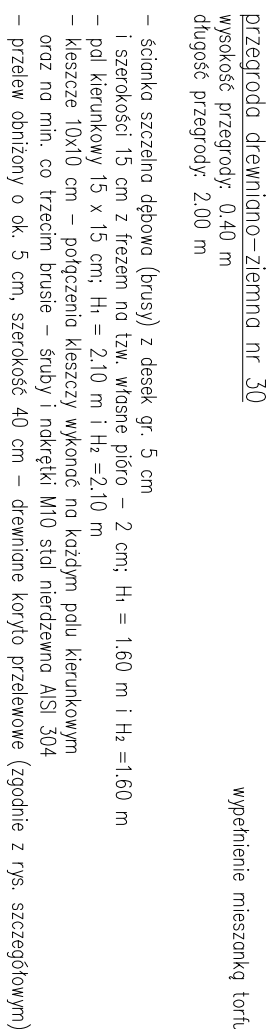 przegroda drewniano-ziemna nr 30
wysokość przegrody: 0.40 m
długość przegrody: 2.00 m
wypełnienie mieszanką
- ścianka szczelna dębowa (brusy) z desek gr. 5 cm
i szerokości 15 cm z frezem na tzw. własne pióro - 2 cm; H₁ = 1.60 m i H₂ =1.60 m
- pal kierunkowy 15 x 15 cm; H₁ = 2.10 m i H₂ =2.10 m
- kleszcze 10x10 cm - połączenia kleszczy wykonać na każdym palu kierunkowym
oraz na min. co trzecim brusie - śruby i nakrętki M10 stal nierdzewna AISI 304
- przelew obniżony o ok. 5 cm, szerokość 40 cm - drewniane koryto przelewowe (zgodnie z rys. szczegółowym)